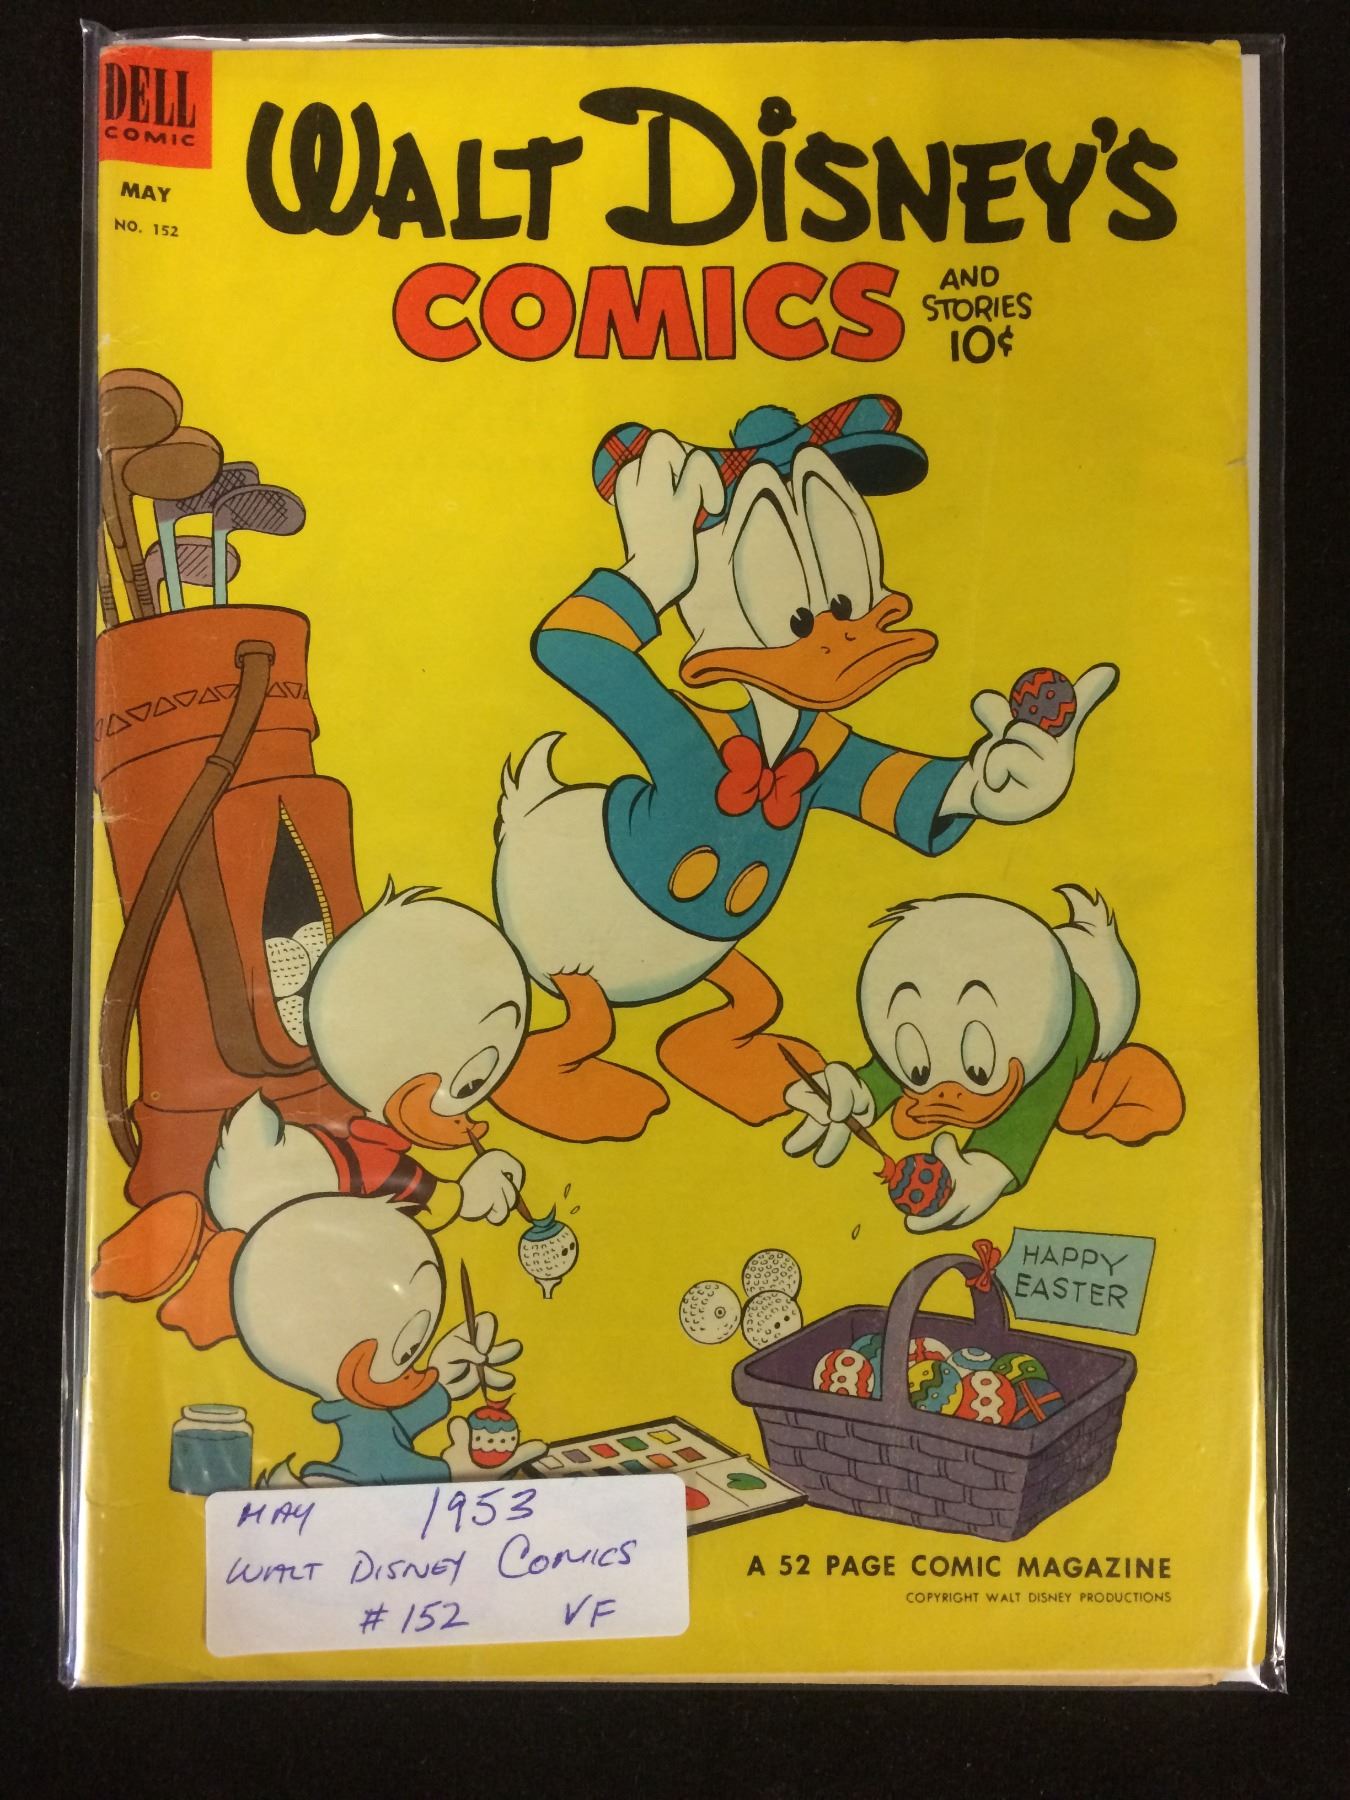 DELL
COMIC
MAY
NO. 152
WALT DISNEY'S
COMICS
AND
STORIES
10¢
HAPPY
EASTER
MAY 1953
WALT DISNEY COMICS
# 152 VF
A 52 PAGE COMIC MAGAZINE
COPYRIGHT WALT DISNEY PRODUCTIONS